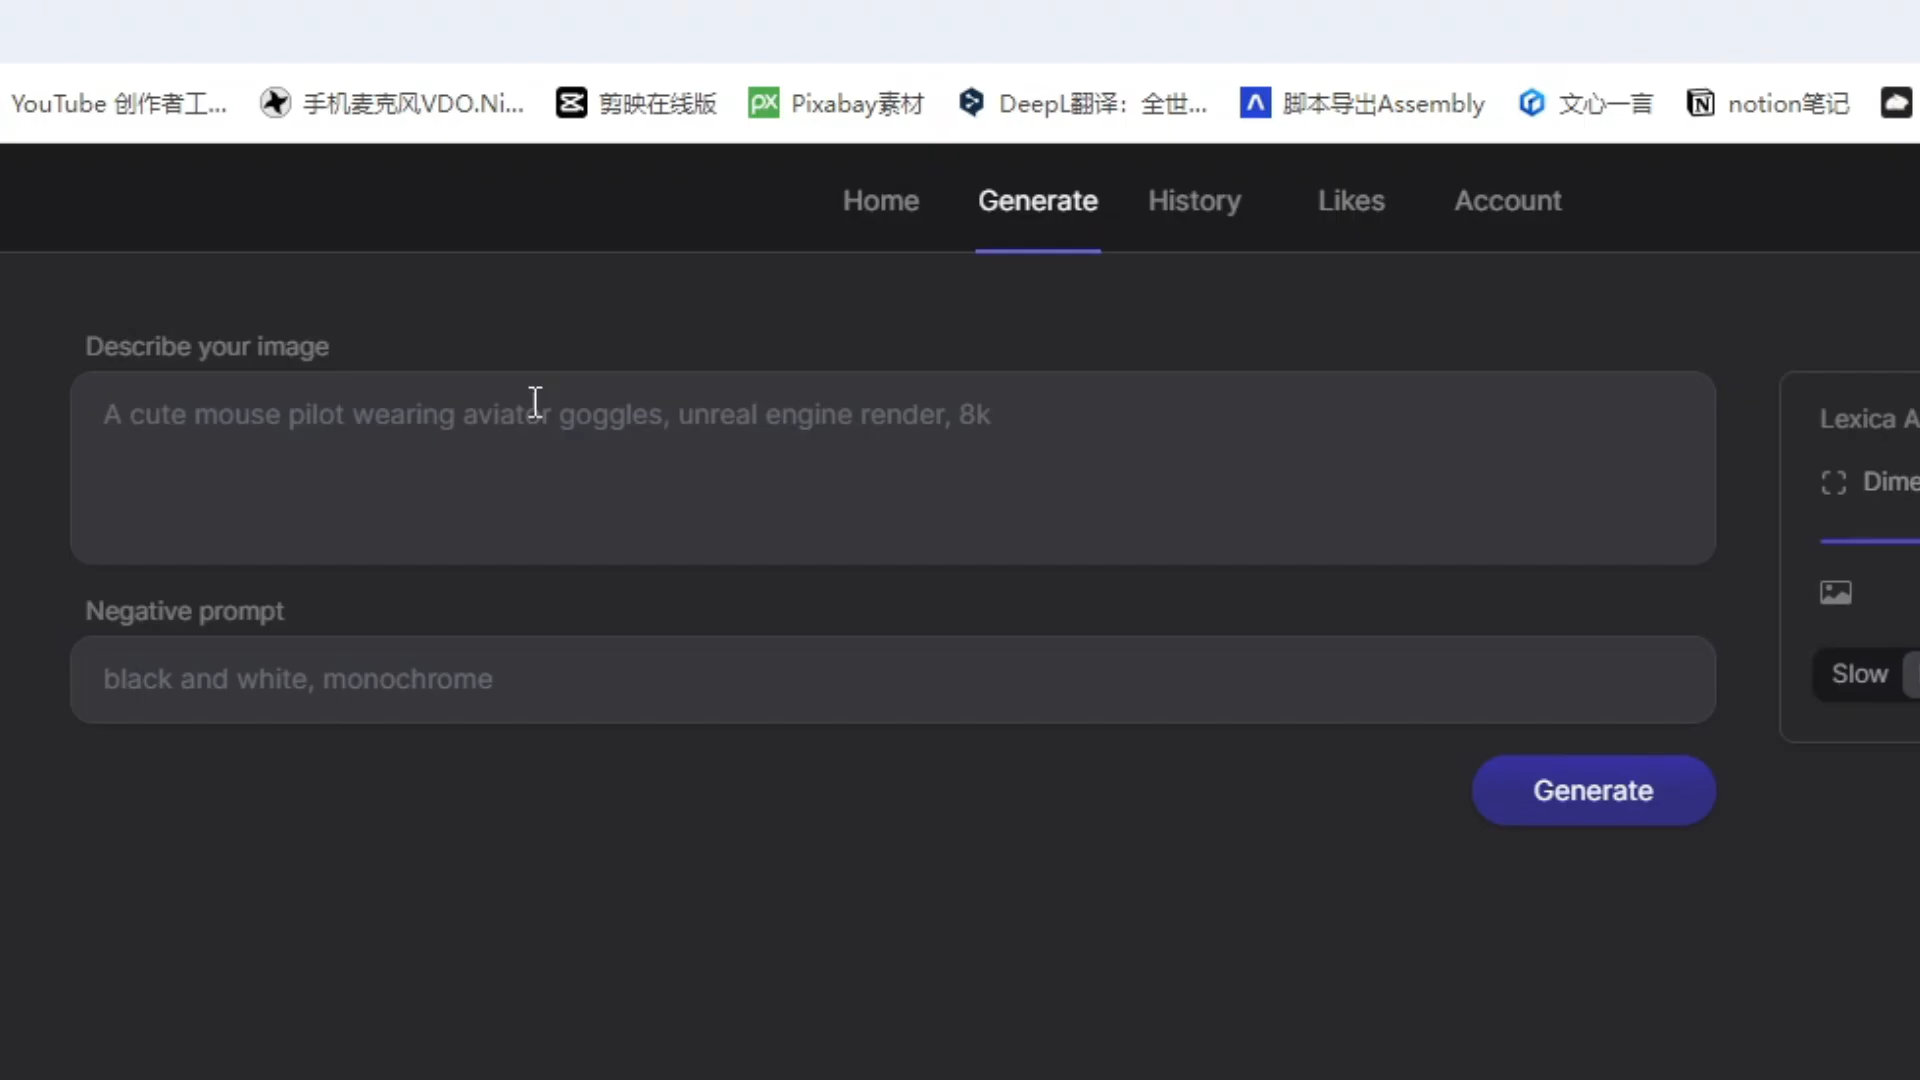 YouTube 创作者工... 手机麦克风VDO.Ni... 剪映在线版 px Pixabay素材 DeepL翻译：全世... 脚本导出Assembly 文心一言 notion笔记
Home Generate History Likes Account
Describe your image
A cute mouse pilot wearing aviator goggles, unreal engine render, 8k
Lexica A
Dime
Negative prompt
black and white, monochrome
Slow
Generate